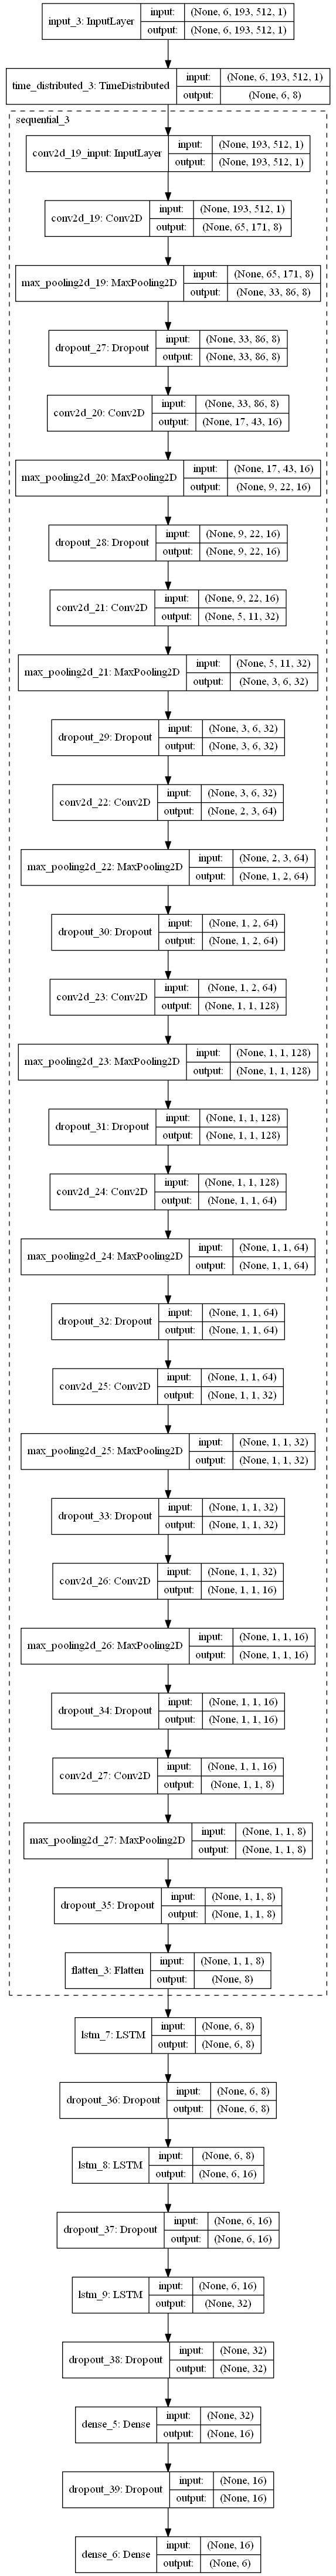 input_3: InputLayer
input: (None, 6, 193, 512, 1)
output: (None, 6, 193, 512, 1)
time_distributed_3: TimeDistributed
input: (None, 6, 193, 512, 1)
output: (None, 6, 8)
sequential_3
conv2d_19_input: InputLayer
input: (None, 193, 512, 1)
output: (None, 193, 512, 1)
conv2d_19: Conv2D
input: (None, 193, 512, 1)
output: (None, 65, 171, 8)
max_pooling2d_19: MaxPooling2D
input: (None, 65, 171, 8)
output: (None, 33, 86, 8)
dropout_27: Dropout
input: (None, 33, 86, 8)
output: (None, 33, 86, 8)
conv2d_20: Conv2D
input: (None, 33, 86, 8)
output: (None, 17, 43, 16)
max_pooling2d_20: MaxPooling2D
input: (None, 17, 43, 16)
output: (None, 9, 22, 16)
dropout_28: Dropout
input: (None, 9, 22, 16)
output: (None, 9, 22, 16)
conv2d_21: Conv2D
input: (None, 9, 22, 16)
output: (None, 5, 11, 32)
max_pooling2d_21: MaxPooling2D
input: (None, 5, 11, 32)
output: (None, 3, 6, 32)
dropout_29: Dropout
input: (None, 3, 6, 32)
output: (None, 3, 6, 32)
conv2d_22: Conv2D
input: (None, 3, 6, 32)
output: (None, 2, 3, 64)
max_pooling2d_22: MaxPooling2D
input: (None, 2, 3, 64)
output: (None, 1, 2, 64)
dropout_30: Dropout
input: (None, 1, 2, 64)
output: (None, 1, 2, 64)
conv2d_23: Conv2D
input: (None, 1, 2, 64)
output: (None, 1, 1, 128)
max_pooling2d_23: MaxPooling2D
input: (None, 1, 1, 128)
output: (None, 1, 1, 128)
dropout_31: Dropout
input: (None, 1, 1, 128)
output: (None, 1, 1, 128)
conv2d_24: Conv2D
input: (None, 1, 1, 128)
output: (None, 1, 1, 64)
max_pooling2d_24: MaxPooling2D
input: (None, 1, 1, 64)
output: (None, 1, 1, 64)
dropout_32: Dropout
input: (None, 1, 1, 64)
output: (None, 1, 1, 64)
conv2d_25: Conv2D
input: (None, 1, 1, 64)
output: (None, 1, 1, 32)
max_pooling2d_25: MaxPooling2D
input: (None, 1, 1, 32)
output: (None, 1, 1, 32)
dropout_33: Dropout
input: (None, 1, 1, 32)
output: (None, 1, 1, 32)
conv2d_26: Conv2D
input: (None, 1, 1, 32)
output: (None, 1, 1, 16)
max_pooling2d_26: MaxPooling2D
input: (None, 1, 1, 16)
output: (None, 1, 1, 16)
dropout_34: Dropout
input: (None, 1, 1, 16)
output: (None, 1, 1, 16)
conv2d_27: Conv2D
input: (None, 1, 1, 16)
output: (None, 1, 1, 8)
max_pooling2d_27: MaxPooling2D
input: (None, 1, 1, 8)
output: (None, 1, 1, 8)
dropout_35: Dropout
input: (None, 1, 1, 8)
output: (None, 1, 1, 8)
flatten_3: Flatten
input: (None, 1, 1, 8)
output: (None, 8)
lstm_7: LSTM
input: (None, 6, 8)
output: (None, 6, 8)
dropout_36: Dropout
input: (None, 6, 8)
output: (None, 6, 8)
lstm_8: LSTM
input: (None, 6, 8)
output: (None, 6, 16)
dropout_37: Dropout
input: (None, 6, 16)
output: (None, 6, 16)
lstm_9: LSTM
input: (None, 6, 16)
output: (None, 32)
dropout_38: Dropout
input: (None, 32)
output: (None, 32)
dense_5: Dense
input: (None, 32)
output: (None, 16)
dropout_39: Dropout
input: (None, 16)
output: (None, 16)
dense_6: Dense
input: (None, 16)
output: (None, 6)